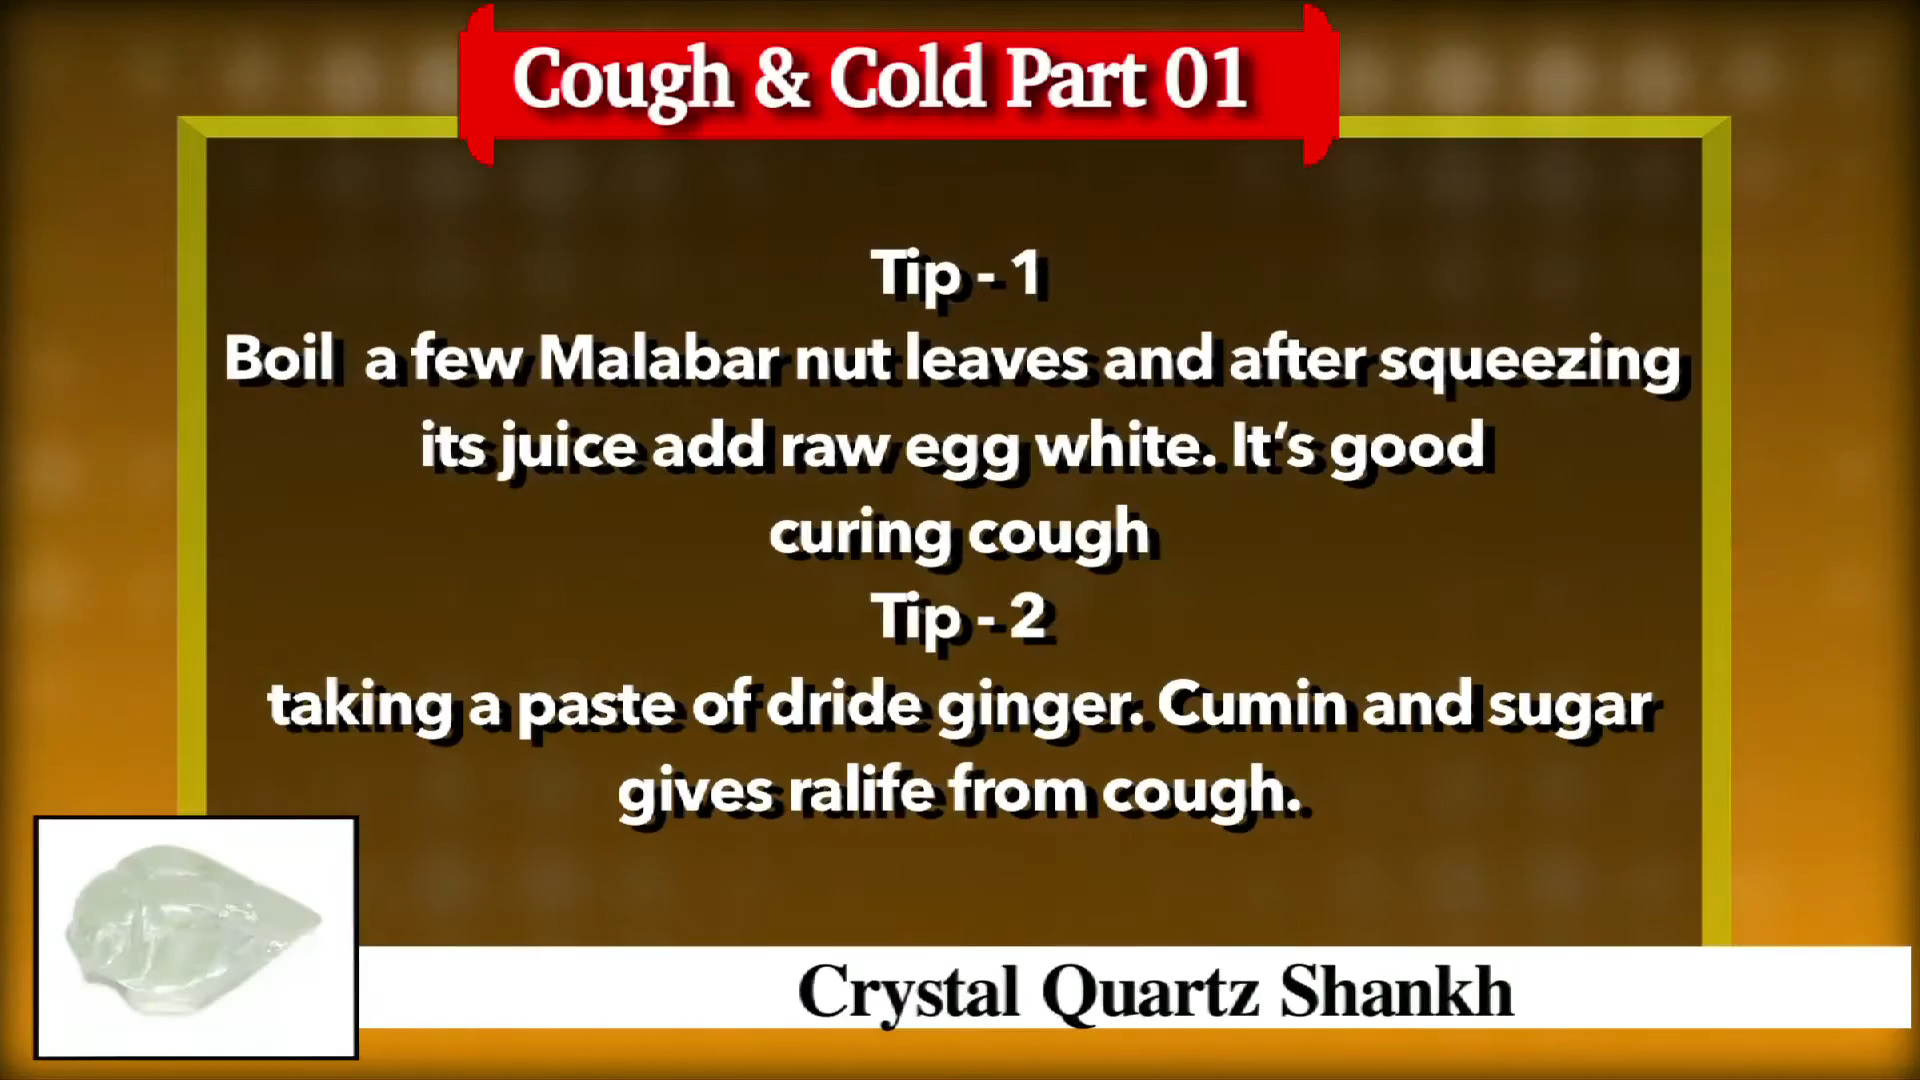 Cough & Cold Part 01
Tip - 1
Boil a few Malabar nut leaves and after squeezing
its juice add raw egg white. It's good
curing cough
Tip - 2
taking a paste of dride ginger. Cumin and sugar
gives ralife from cough.
Crystal Quartz Shankh